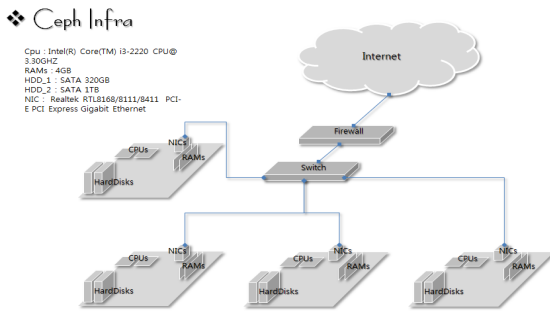 ❖ Ceph Infra
Cpu : Intel(R) Core(TM) i3-2220 CPU@
3.30GHZ
RAMs : 4GB
HDD_1 : SATA 320GB
HDD_2 : SATA 1TB
NIC : Realtek RTL8168/8111/8411 PCI-
E PCI Express Gigabit Ethernet
Internet
Firewall
Switch
NICs
CPUs
RAMs
HardDisks
NICs
CPUs
RAMs
HardDisks
NICs
CPUs
RAMs
HardDisks
NICs
CPUs
RAMs
HardDisks